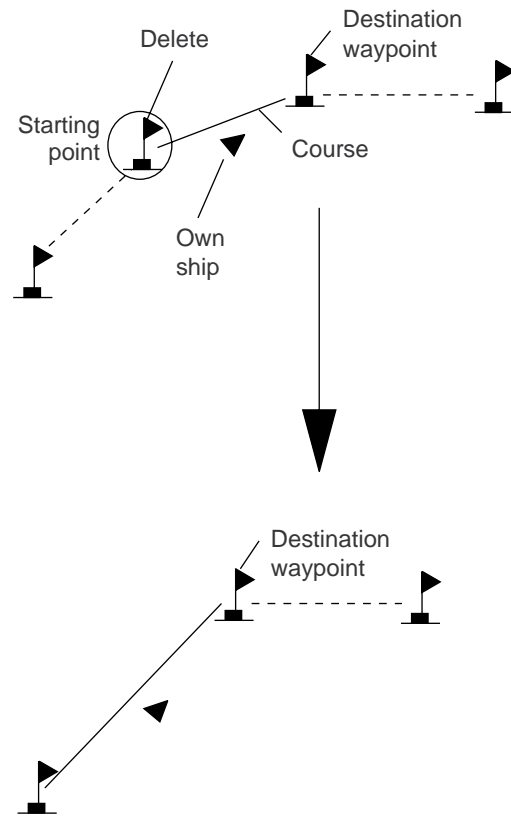 Delete
Destination
waypoint
Starting
point
Course
Own
ship
Destination
waypoint